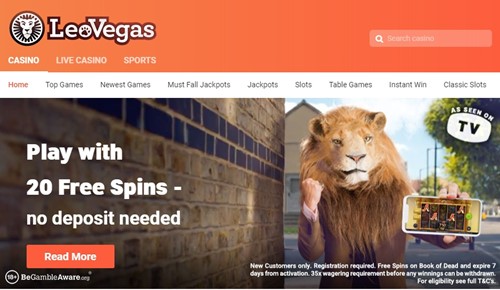 LeoVegas
Search casino
CASINO LIVE CASINO SPORTS
Home Top Games Newest Games Must Fall Jackpots Jackpots Slots Table Games Instant Win Classic Slots
AS SEEN ON
TV
Play with
20 Free Spins -
no deposit needed
Read More
18+ BeGambleAware.org
New Customers only. Registration required. Free Spins on Book of Dead and expire 7
days from activation. 35x wagering requirement before any winnings can be withdrawn.
For eligibility see full T&C's.